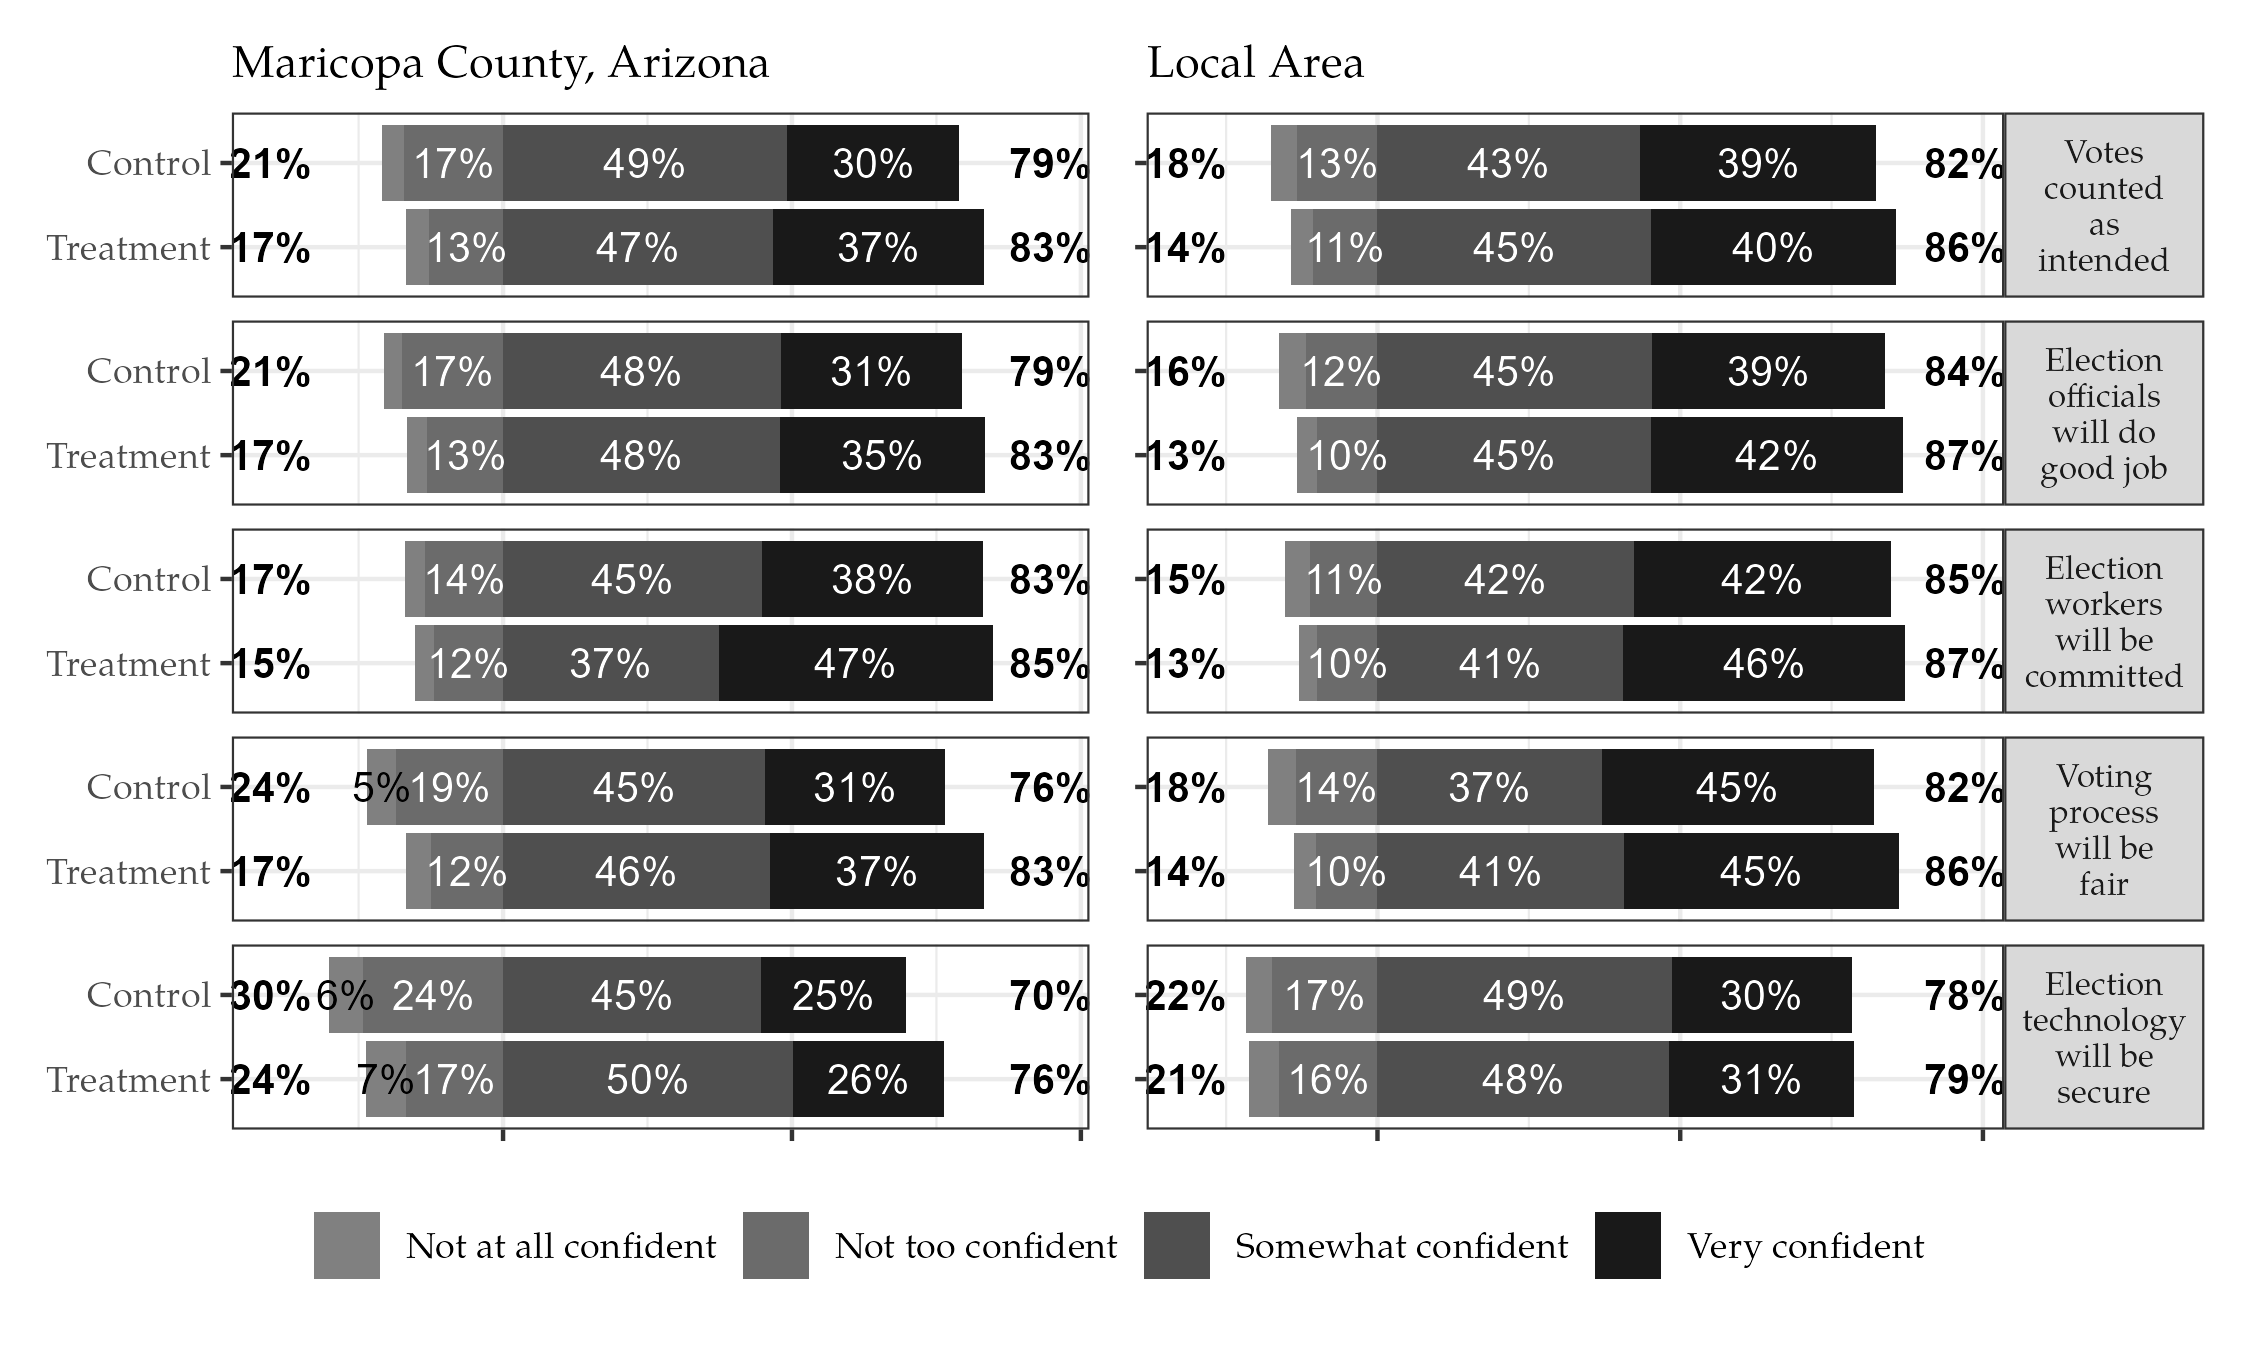 Maricopa County, Arizona
Local Area
Control 21% 17% 49% 30% 79% 18% 13% 43% 39% 82%
Treatment 17% 13% 47% 37% 83% 14% 11% 45% 40% 86%
Votes
counted
as
intended
Control 21% 17% 48% 31% 79% 16% 12% 45% 39% 84%
Treatment 17% 13% 48% 35% 83% 13% 10% 45% 42% 87%
Election
officials
will do
good job
Control 17% 14% 45% 38% 83% 15% 11% 42% 42% 85%
Treatment 15% 12% 37% 47% 85% 13% 10% 41% 46% 87%
Election
workers
will be
committed
Control 24% 5% 19% 45% 31% 76% 18% 14% 37% 45% 82%
Treatment 17% 12% 46% 37% 83% 14% 10% 41% 45% 86%
Voting
process
will be
fair
Control 30% 6% 24% 45% 25% 70% 22% 17% 49% 30% 78%
Treatment 24% 7% 17% 50% 26% 76% 21% 16% 48% 31% 79%
Election
technology
will be
secure
Not at all confident Not too confident Somewhat confident Very confident